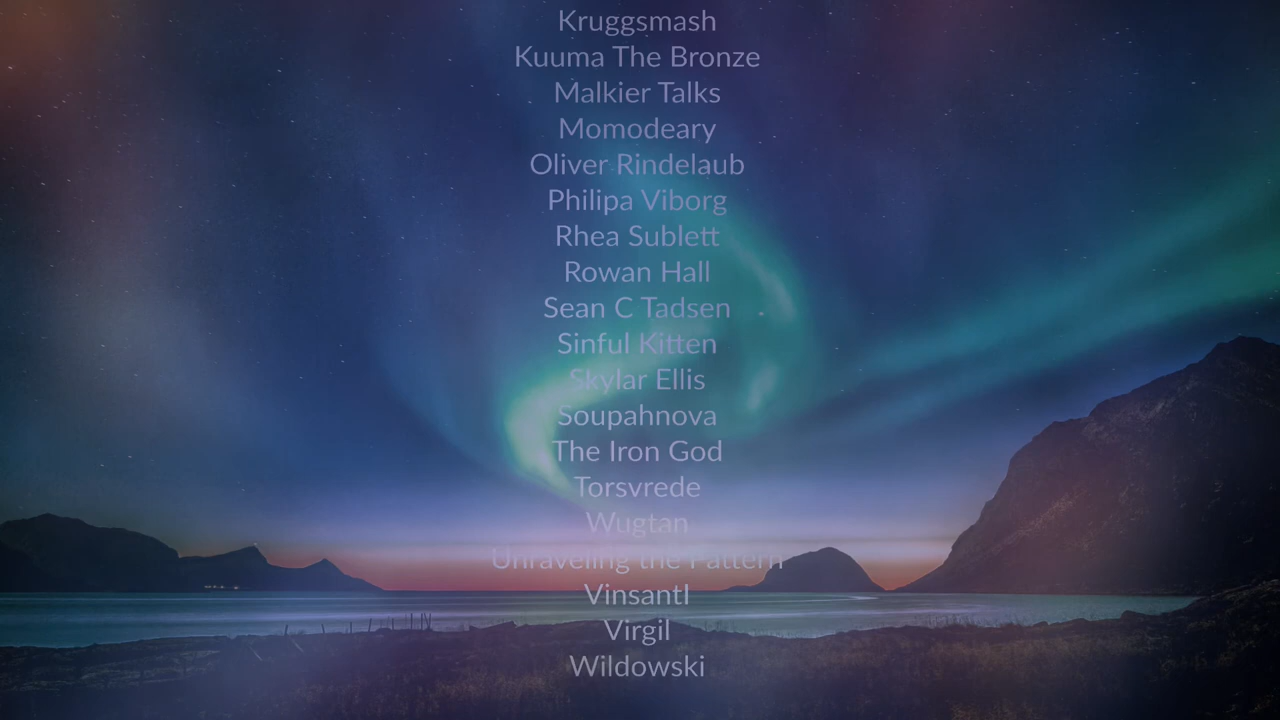 Kruggsmash
Kuuma The Bronze
Malkier Talks
Momodeary
Oliver Rindelaub
Philipa Viborg
Rhea Sublett
Rowan Hall
Sean C Tadsen
Sinful Kitten
Skylar Ellis
Soupahnova
The Iron God
Torsvrede
Wugtan
Unraveling the Pattern
Vinsantl
Virgil
Wildowski